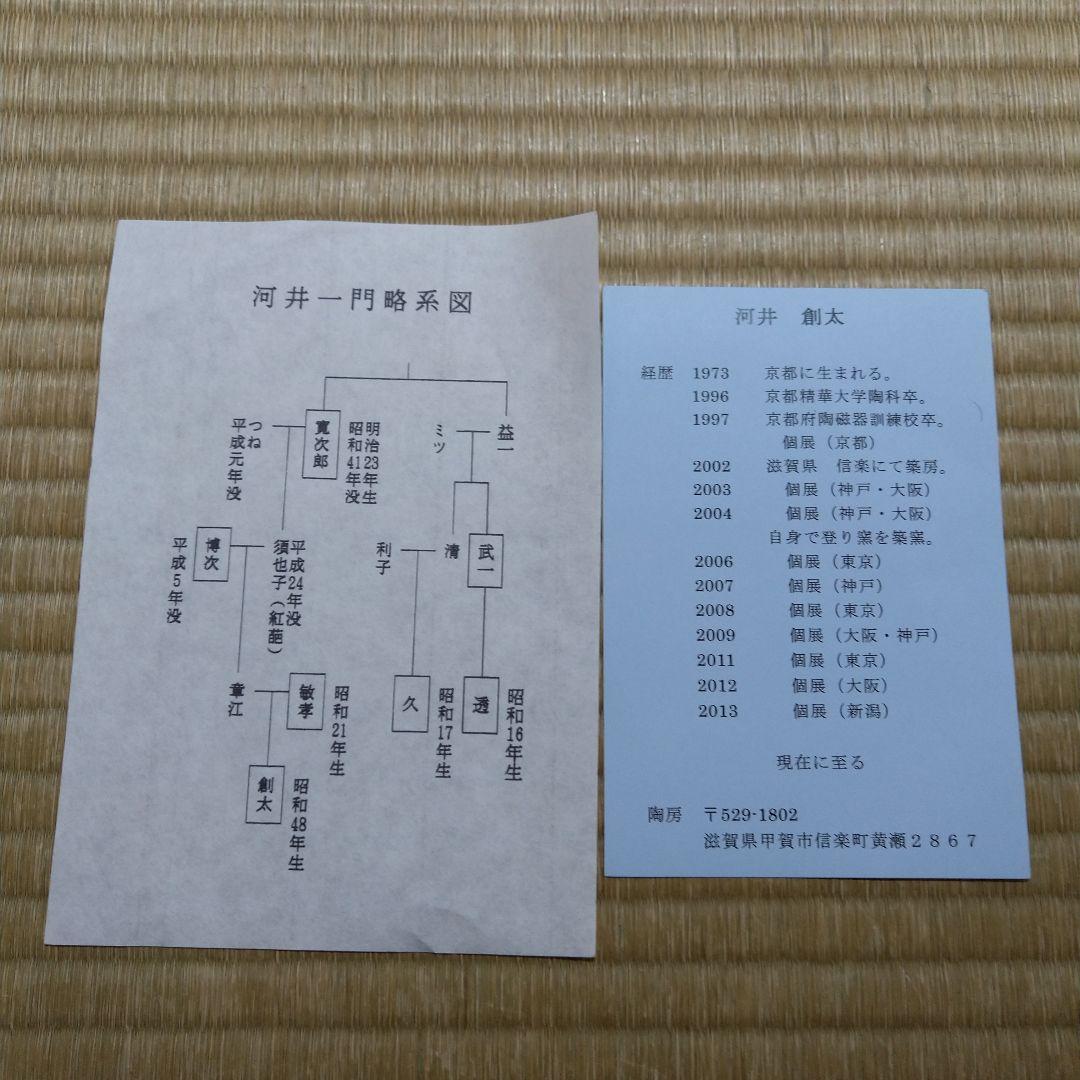 河井一門略系図
益一
ミツ
寛次郎
明治23年生
昭和41年没
つね
平成元年没
武一
清
利子
平成24年没
須也子(紅葩)
博次
平成5年没
透
昭和16年生
久
昭和17年生
敏孝
昭和21年生
章江
創太
昭和48年生
河井 創太
経歴 1973 京都に生まれる。
1996 京都精華大学陶科卒。
1997 京都府陶磁器訓練校卒。
個展(京都)
2002 滋賀県 信楽にて築房。
2003 個展(神戸・大阪)
2004 個展(神戸・大阪)
自身で登り窯を築窯。
2006 個展(東京)
2007 個展(神戸)
2008 個展(東京)
2009 個展(大阪・神戸)
2011 個展(東京)
2012 個展(大阪)
2013 個展(新潟)
現在に至る
陶房 〒529-1802
滋賀県甲賀市信楽町黄瀬2867